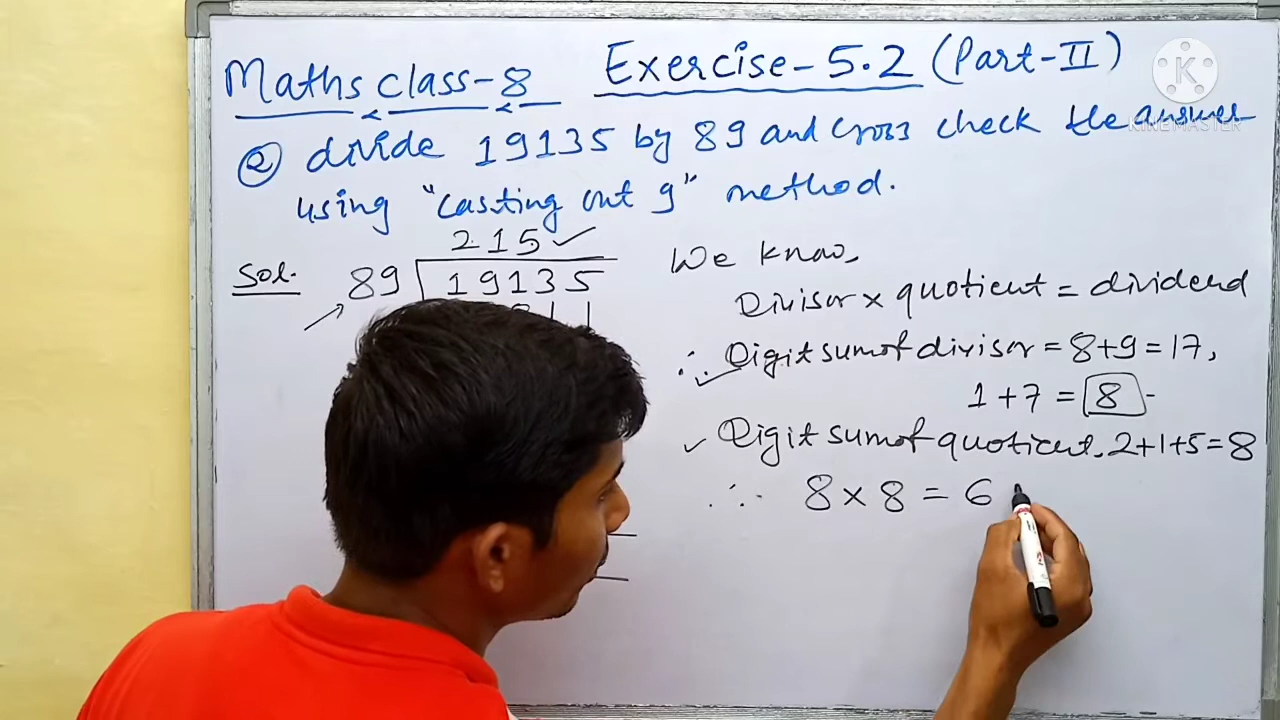 Maths class-8 Exercise-5.2 (Part-II)
Q divide 19135 by 89 and cross check the answer
using "casting out 9" method.
Sol.
215 ✓
89 19135
We know,
Divisor × quotient = dividend
∴ Digit sum of divisor = 8+9=17,
1+7 = 8
✓ Digit sum of quotient, 2+1+5=8
∴ 8×8 = 6
K
KINEMASTER